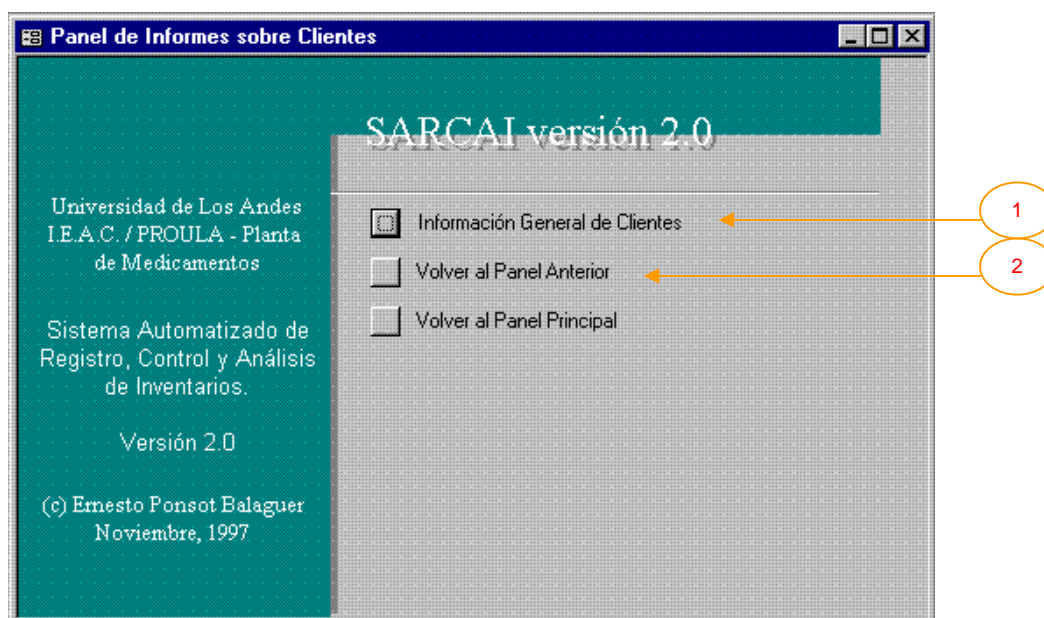 Panel de Informes sobre Clientes
SARCAI versión 2.0
Universidad de Los Andes
I.E.A.C. / PROULA - Planta
de Medicamentos
Sistema Automatizado de
Registro, Control y Análisis
de Inventarios.
Versión 2.0
(c) Ernesto Ponsot Balaguer
Noviembre, 1997
Información General de Clientes
Volver al Panel Anterior
Volver al Panel Principal
1
2